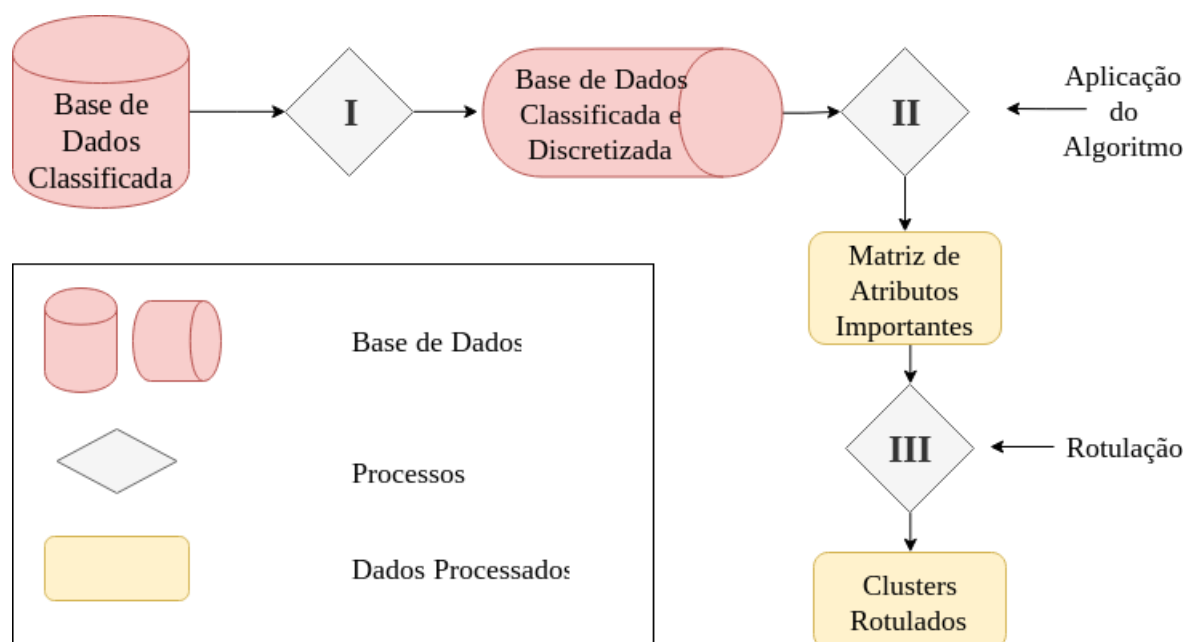 Base de
Dados
Classificada
I
Base de Dados
Classificada e
Discretizada
II
Aplicação
do
Algoritmo
Matriz de
Atributos
Importantes
III
Rotulação
Clusters
Rotulados
Base de Dados
Processos
Dados Processados